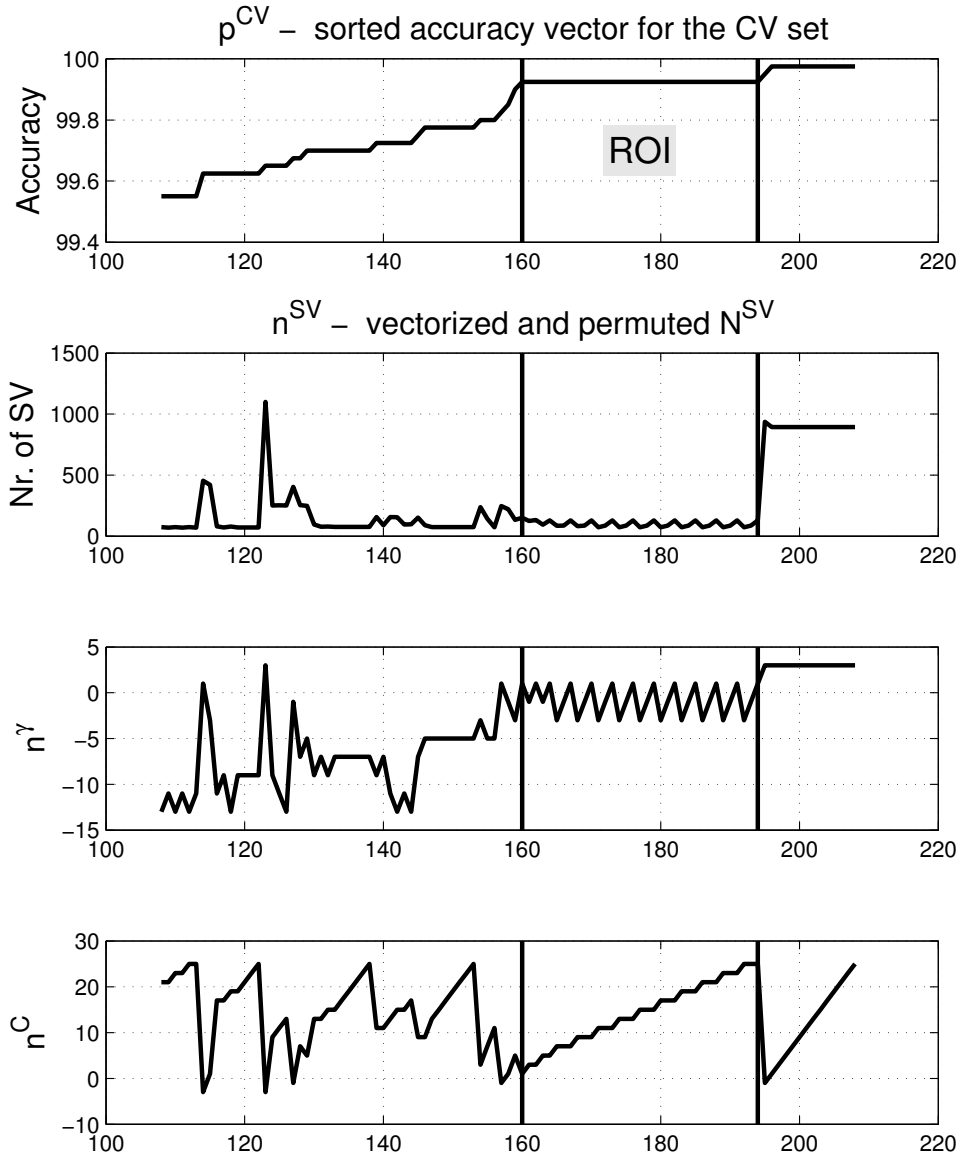 p^CV − sorted accuracy vector for the CV set
Accuracy
100
99.8
99.6
99.4
ROI
100 120 140 160 180 200 220
n^SV − vectorized and permuted N^SV
Nr. of SV
1500
1000
500
0
100 120 140 160 180 200 220
n^γ
5
0
−5
−10
−15
100 120 140 160 180 200 220
n^C
30
20
10
0
−10
100 120 140 160 180 200 220